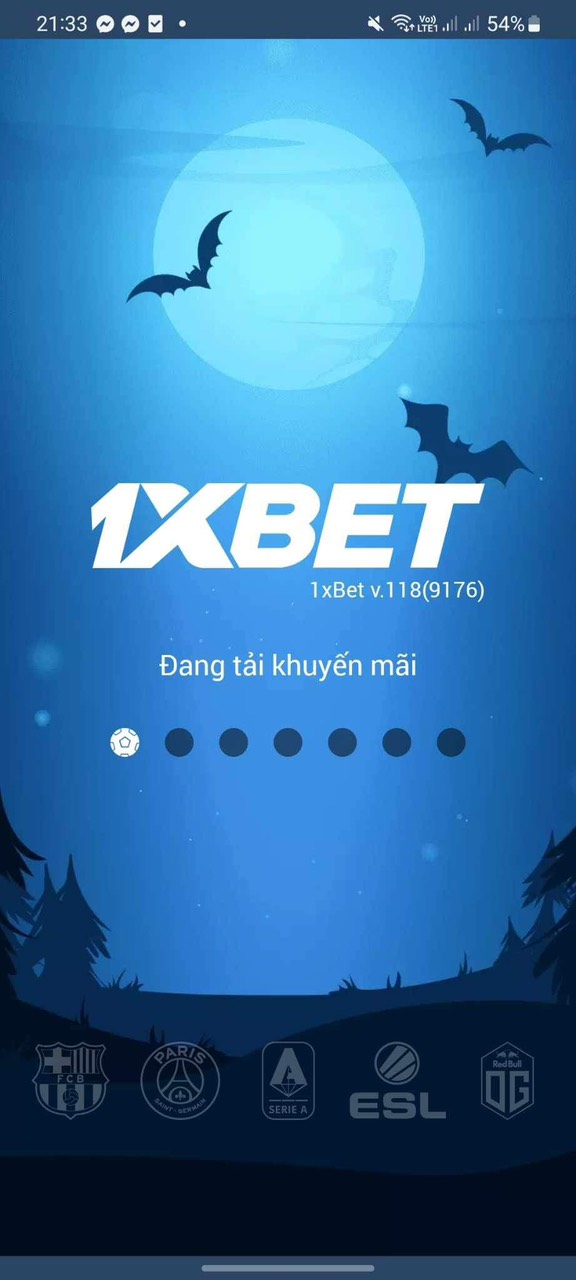 21:33
Vo)) LTE1 54%
1XBET
1xBet v.118(9176)
Đang tải khuyến mãi
FCB
PARIS
SAINT-GERMAIN
SERIE A
ESL
Red Bull
OG